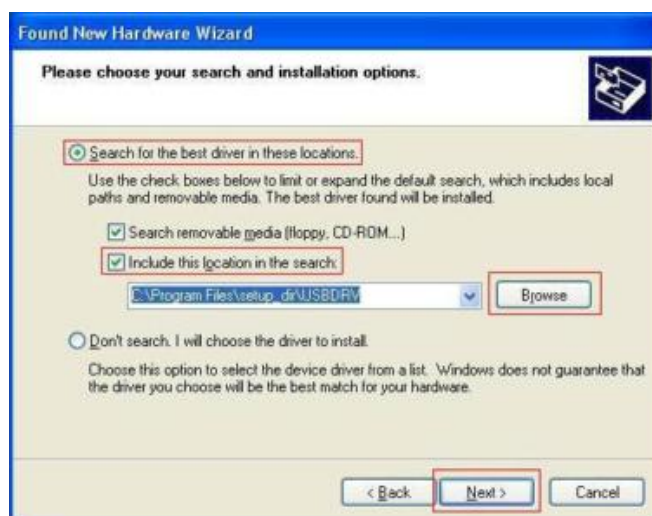 Found New Hardware Wizard
Please choose your search and installation options.
Search for the best driver in these locations.
Use the check boxes below to limit or expand the default search, which includes local
paths and removable media. The best driver found will be installed.
Search removable media (floppy, CD-ROM...)
Include this location in the search:
C:\Program Files\setup_dir\USBDRV
Browse
Don't search. I will choose the driver to install.
Choose this option to select the device driver from a list. Windows does not guarantee that
the driver you choose will be the best match for your hardware.
< Back
Next >
Cancel